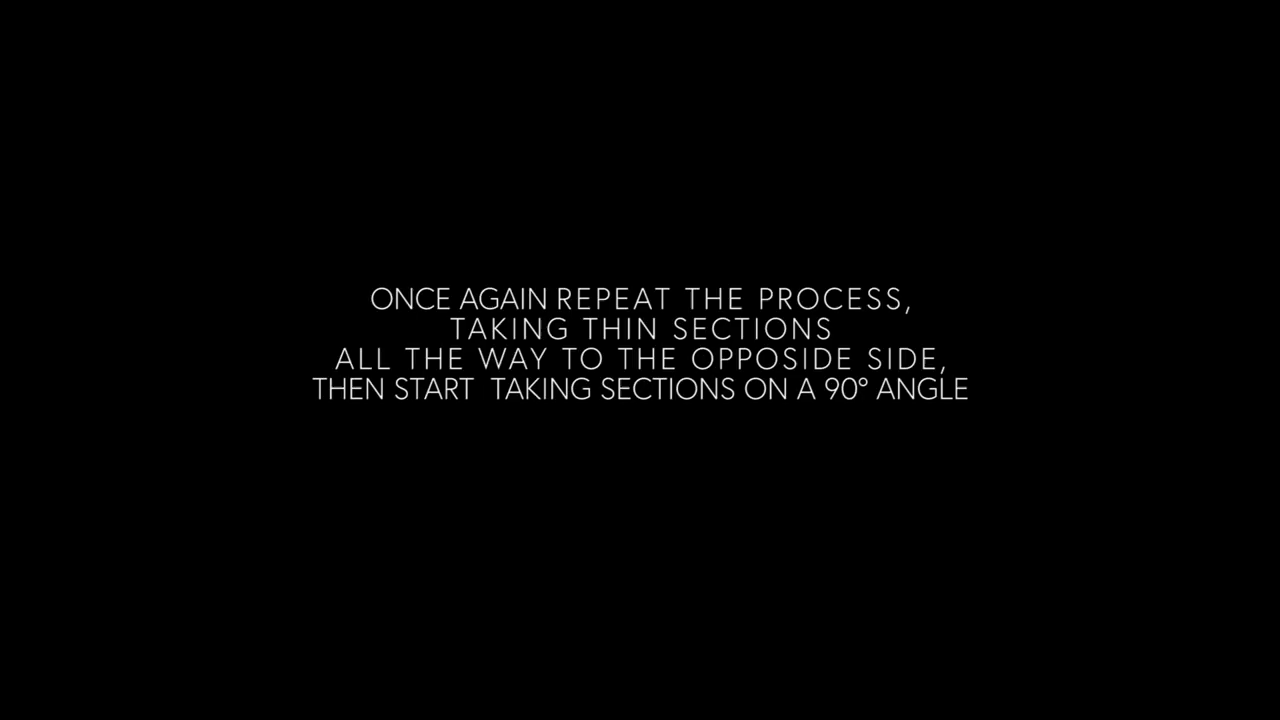 ONCE AGAIN REPEAT THE PROCESS,
TAKING THIN SECTIONS
ALL THE WAY TO THE OPPOSIDE SIDE,
THEN START  TAKING SECTIONS ON A 90° ANGLE